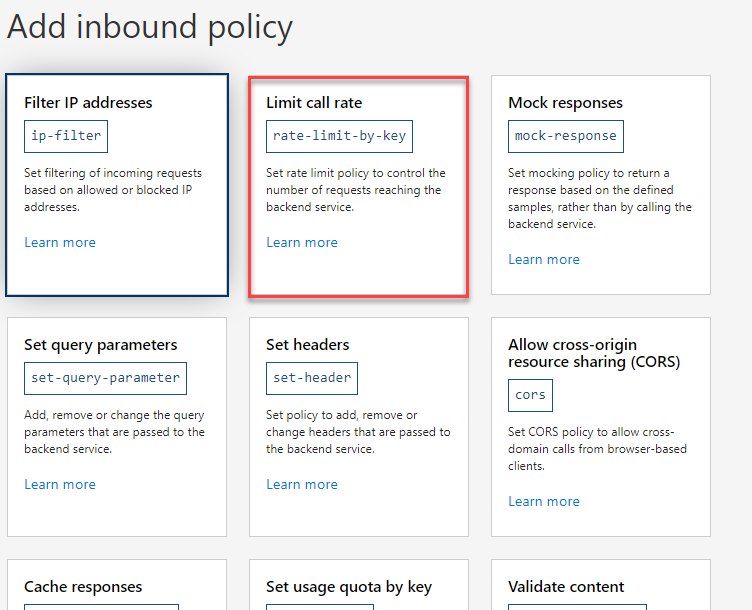 Add inbound policy
Filter IP addresses
ip-filter
Set filtering of incoming requests
based on allowed or blocked IP
addresses.
Learn more
Limit call rate
rate-limit-by-key
Set rate limit policy to control the
number of requests reaching the
backend service.
Learn more
Mock responses
mock-response
Set mocking policy to return a
response based on the defined
samples, rather than by calling the
backend service.
Learn more
Set query parameters
set-query-parameter
Add, remove or change the query
parameters that are passed to the
backend service.
Learn more
Set headers
set-header
Set policy to add, remove or
change headers that are passed to
the backend service.
Learn more
Allow cross-origin
resource sharing (CORS)
cors
Set CORS policy to allow cross-
domain calls from browser-based
clients.
Learn more
Cache responses
Set usage quota by key
Validate content